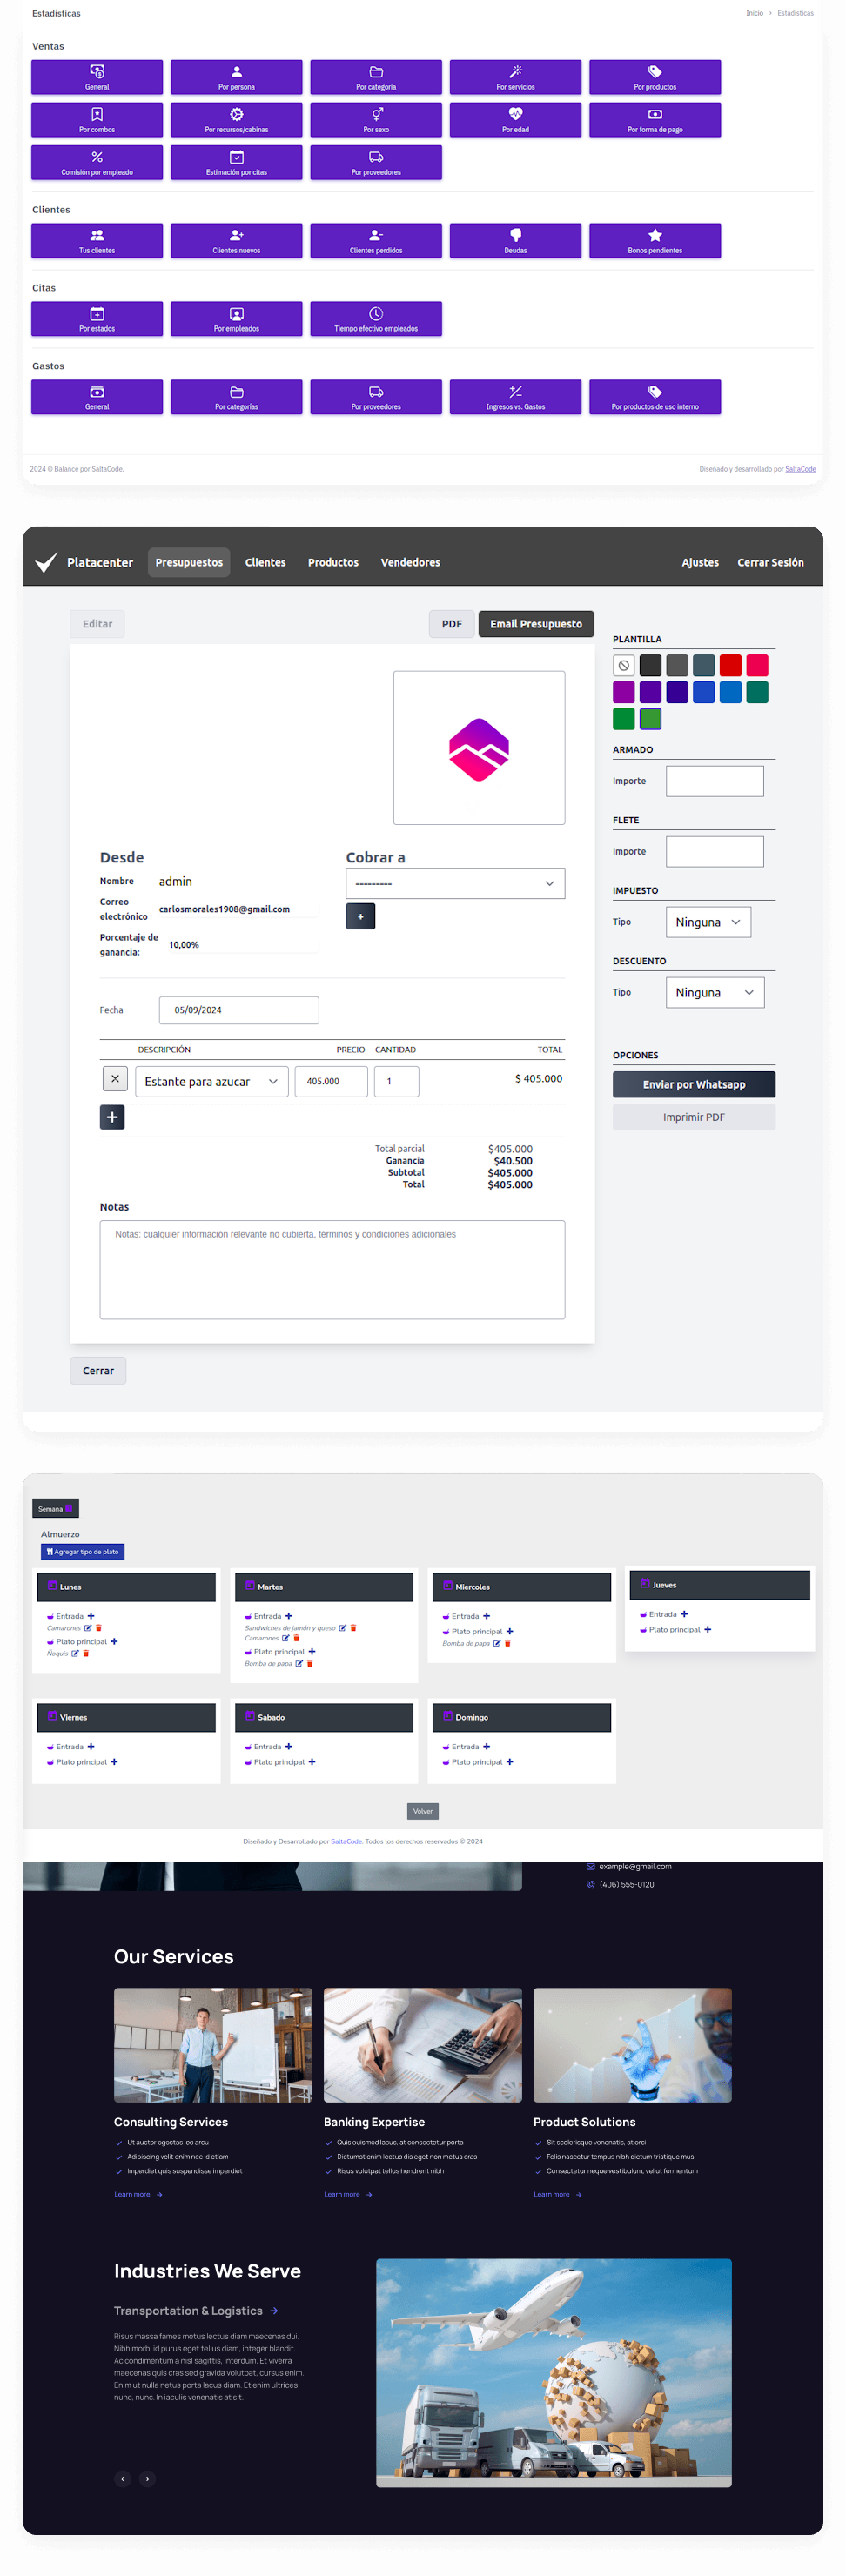 Estadísticas
Inicio › Estadísticas
Ventas
General
Por persona
Por categoría
Por servicios
Por productos
Por combos
Por recursos/cabinas
Por sexo
Por edad
Por forma de pago
Comisión por empleado
Estimación por citas
Por proveedores
Clientes
Tus clientes
Clientes nuevos
Clientes perdidos
Deudas
Bonos pendientes
Citas
Por estados
Por empleados
Tiempo efectivo empleados
Gastos
General
Por categorías
Por proveedores
Ingresos vs. Gastos
Por productos de uso interno
2024 © Balance por SaltaCode.
Diseñado y desarrollado por SaltaCode
Platacenter
Presupuestos
Clientes
Productos
Vendedores
Ajustes
Cerrar Sesión
Editar
PDF
Email Presupuesto
PLANTILLA
ARMADO
Importe
FLETE
Importe
IMPUESTO
Tipo
Ninguna
DESCUENTO
Tipo
Ninguna
OPCIONES
Enviar por Whatsapp
Imprimir PDF
Desde
Nombre
admin
Correo
electrónico
carlosmorales1908@gmail.com
Porcentaje de
ganancia:
10,00%
Cobrar a
---------
+
Fecha
05/09/2024
DESCRIPCIÓN
PRECIO
CANTIDAD
TOTAL
Estante para azucar
405.000
1
$ 405.000
Total parcial
$405.000
Ganancia
$40.500
Subtotal
$405.000
Total
$405.000
Notas
Notas: cualquier información relevante no cubierta, términos y condiciones adicionales
Cerrar
Semana
Almuerzo
Agregar tipo de plato
Lunes
Entrada
Camarones
Plato principal
Ñoquis
Martes
Entrada
Sandwiches de jamón y queso
Camarones
Plato principal
Bomba de papa
Miercoles
Entrada
Plato principal
Bomba de papa
Jueves
Entrada
Plato principal
Viernes
Entrada
Plato principal
Sabado
Entrada
Plato principal
Domingo
Entrada
Plato principal
Volver
Diseñado y Desarrollado por SaltaCode. Todos los derechos reservados © 2024
example@gmail.com
(406) 555-0120
Our Services
Consulting Services
Ut auctor egestas leo arcu
Adipiscing velit enim nec id etiam
Imperdiet quis suspendisse imperdiet
Learn more
Banking Expertise
Quis euismod lacus, at consectetur porta
Dictumst enim lectus dis eget non metus cras
Risus volutpat tellus hendrerit nibh
Learn more
Product Solutions
Sit scelerisque venenatis, at orci
Felis nascetur tempus nibh dictum tristique mus
Consectetur neque vestibulum, vel ut fermentum
Learn more
Industries We Serve
Transportation & Logistics
Risus massa fames metus lectus diam maecenas dui.
Nibh morbi id purus eget tellus diam, integer blandit.
Ac condimentum a nisl sagittis, interdum. Et viverra
maecenas quis cras sed gravida volutpat, cursus enim.
Enim ut nulla netus porta lacus diam. Et enim ultrices
nunc, nunc. In iaculis venenatis at sit.